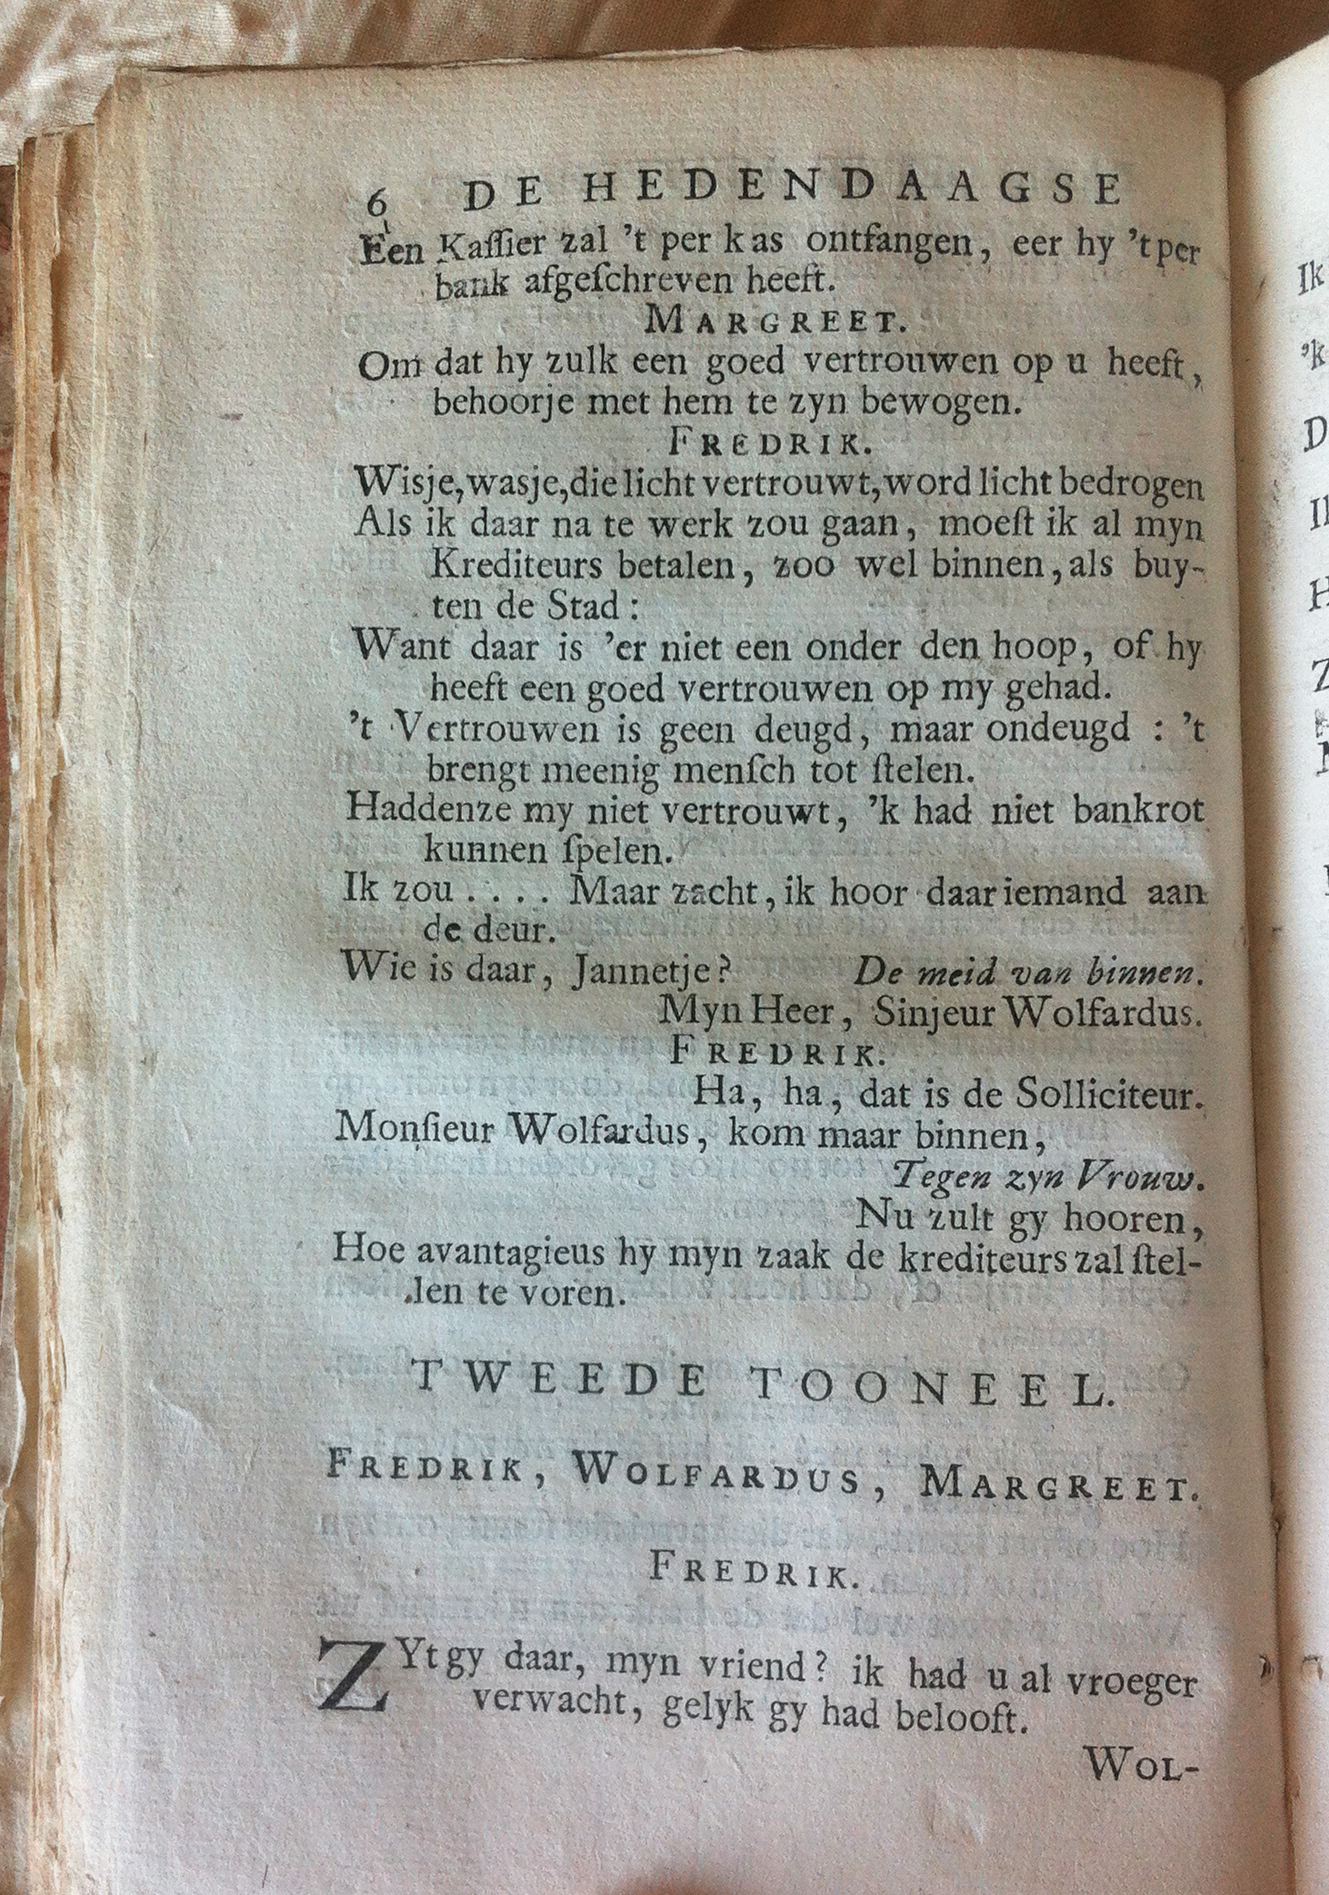 6 DE HEDENDAAGSE
Een Kaſſier zal 't per kas ontfangen, eer hy 't per
bank afgeſchreven heeft.
MARGREET.
Om dat hy zulk een goed vertrouwen op u heeft,
behoorje met hem te zyn bewogen.
FREDRIK.
Wisje, wasje, die licht vertrouwt, word licht bedrogen
Als ik daar na te werk zou gaan, moeſt ik al myn
Krediteurs betalen, zoo wel binnen, als buy-
ten de Stad:
Want daar is 'er niet een onder den hoop, of hy
heeft een goed vertrouwen op my gehad.
't Vertrouwen is geen deugd, maar ondeugd : 't
brengt meenig menſch tot ſtelen.
Haddenze my niet vertrouwt, 'k had niet bankrot
kunnen ſpelen.
Ik zou . . . . Maar zacht, ik hoor daar iemand aan
de deur.
Wie is daar, Jannetje? De meid van binnen.
Myn Heer, Sinjeur Wolfardus.
FREDRIK.
Ha, ha, dat is de Solliciteur.
Monſieur Wolfardus, kom maar binnen,
Tegen zyn Vrouw.
Nu zult gy hooren,
Hoe avantagieus hy myn zaak de krediteurs zal ſtel-
len te voren.
TWEEDE TOONEEL.
FREDRIK, WOLFARDUS, MARGREET.
FREDRIK.
ZYt gy daar, myn vriend? ik had u al vroeger
verwacht, gelyk gy had belooft.
WOL-
Ik
'k
D